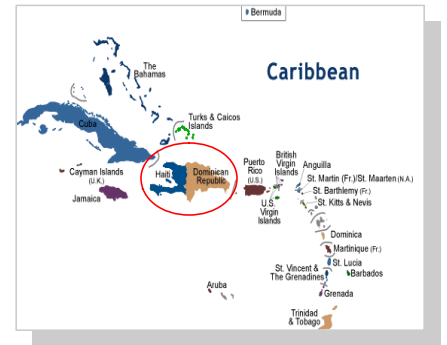 Bermuda
The
Bahamas
Caribbean
Cuba
Turks & Caicos
Islands
Cayman Islands
(U.K.)
Jamaica
Haiti
Dominican
Republic
Puerto
Rico
(U.S.)
British
Virgin
Islands
Anguilla
St. Martin (Fr.)/St. Maarten (N.A.)
St. Barthlemy (Fr.)
St. Kitts & Nevis
U.S.
Virgin
Islands
Dominica
Martinique (Fr.)
St. Lucia
St. Vincent &
The Grenadines
Barbados
Grenada
Aruba
Trinidad
& Tobago